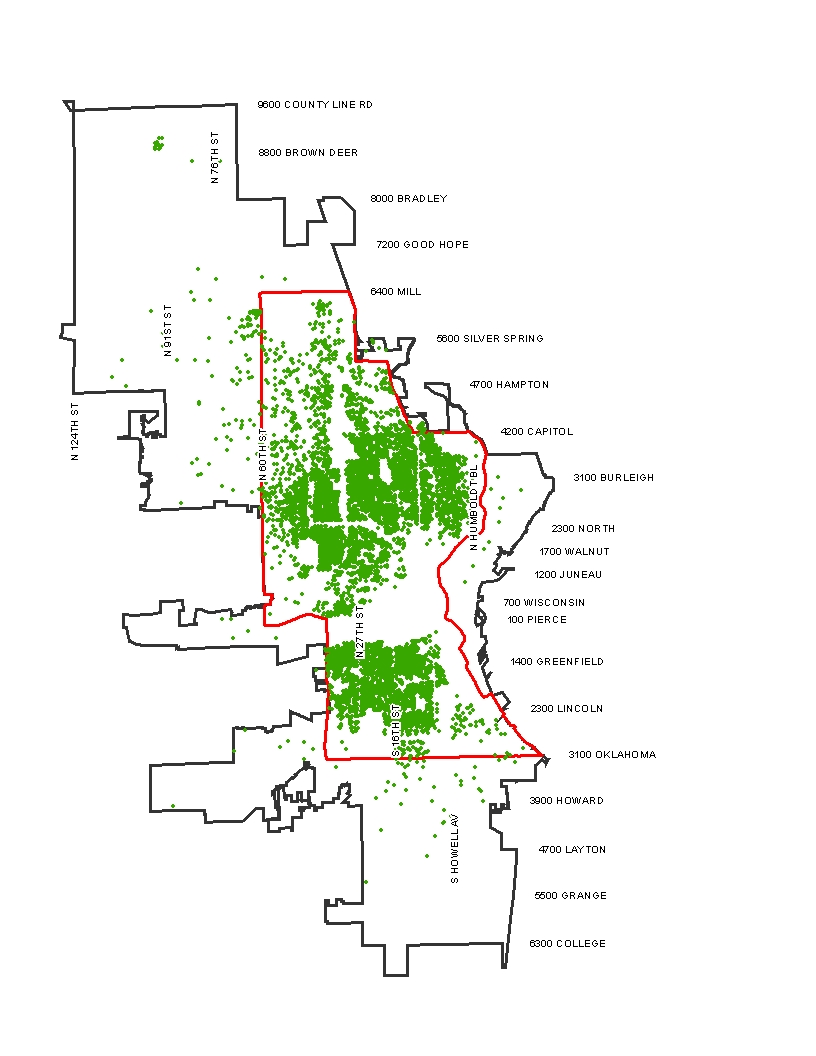 9600 COUNTY LINE RD
N 76TH ST
8800 BROWN DEER
8000 BRADLEY
7200 GOOD HOPE
6400 MILL
N 91ST ST
5600 SILVER SPRING
4700 HAMPTON
N 124TH ST
4200 CAPITOL
N 60TH ST
3100 BURLEIGH
N HUMBOLDT BL
2300 NORTH
1700 WALNUT
1200 JUNEAU
700 WISCONSIN
100 PIERCE
N 27TH ST
1400 GREENFIELD
2300 LINCOLN
S 16TH ST
3100 OKLAHOMA
3900 HOWARD
S HOWELL AV
4700 LAYTON
5500 GRANGE
6300 COLLEGE